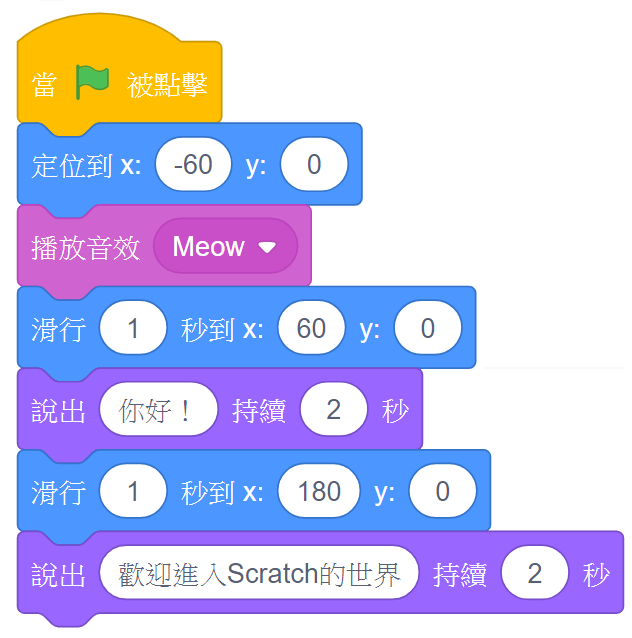 當 被點擊
定位到 x: -60 y: 0
播放音效 Meow
滑行 1 秒到 x: 60 y: 0
說出 你好！ 持續 2 秒
滑行 1 秒到 x: 180 y: 0
說出 歡迎進入Scratch的世界 持續 2 秒